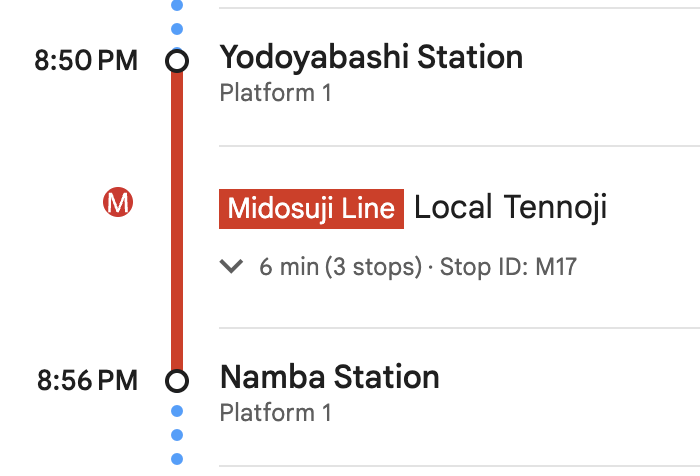 8:50 PM
Yodoyabashi Station
Platform 1
M
Midosuji Line Local Tennoji
6 min (3 stops) · Stop ID: M17
8:56 PM
Namba Station
Platform 1